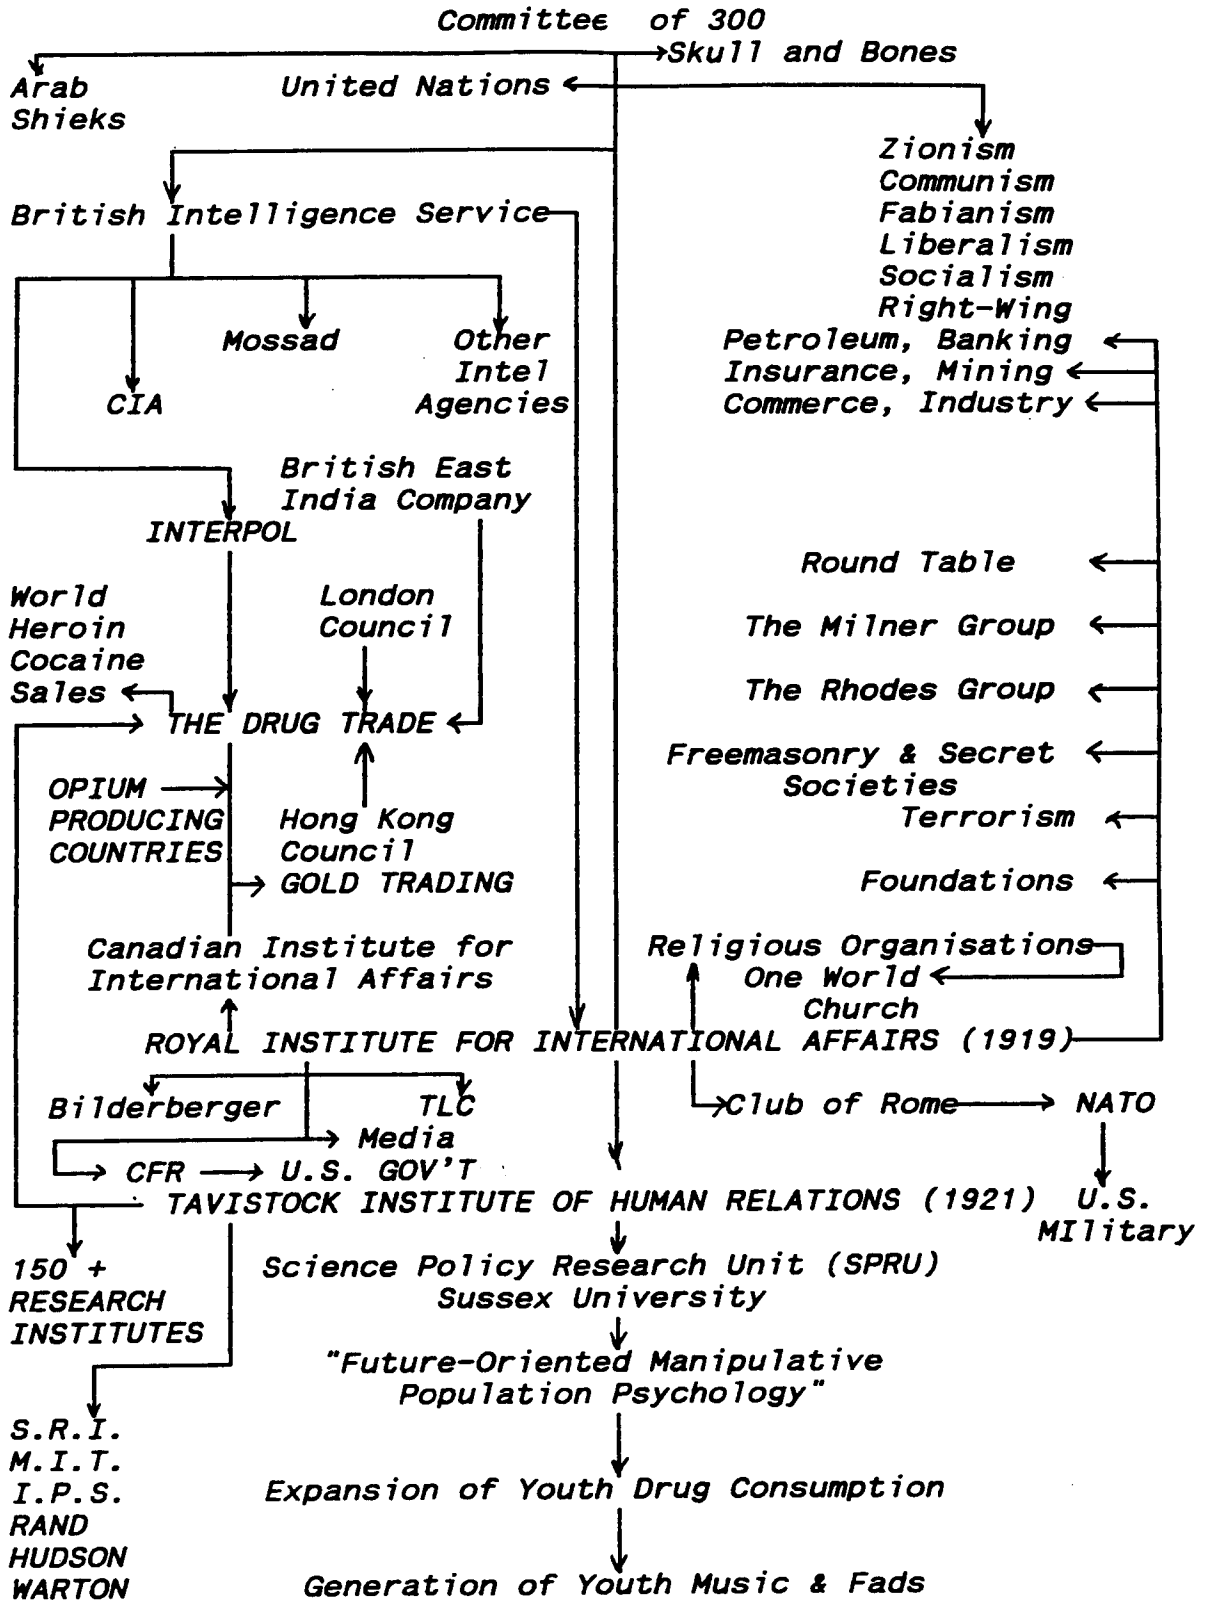 Committee of 300
Skull and Bones
Arab
Shieks
United Nations
Zionism
Communism
Fabianism
Liberalism
Socialism
Right-Wing
Petroleum, Banking
Insurance, Mining
Commerce, Industry
British Intelligence Service
Mossad
Other
Intel
Agencies
CIA
British East
India Company
INTERPOL
World
Heroin
Cocaine
Sales
London
Council
Round Table
The Milner Group
The Rhodes Group
THE DRUG TRADE
Freemasonry & Secret
Societies
OPIUM
PRODUCING
COUNTRIES
Hong Kong
Council
GOLD TRADING
Terrorism
Foundations
Canadian Institute for
International Affairs
Religious Organisations
One World
Church
ROYAL INSTITUTE FOR INTERNATIONAL AFFAIRS (1919)
Bilderberger
TLC
Club of Rome
NATO
Media
CFR
U.S. GOV'T
TAVISTOCK INSTITUTE OF HUMAN RELATIONS (1921)
U.S.
MIlitary
150 +
RESEARCH
INSTITUTES
Science Policy Research Unit (SPRU)
Sussex University
"Future-Oriented Manipulative
Population Psychology"
S.R.I.
M.I.T.
I.P.S.
RAND
HUDSON
WARTON
Expansion of Youth Drug Consumption
Generation of Youth Music & Fads